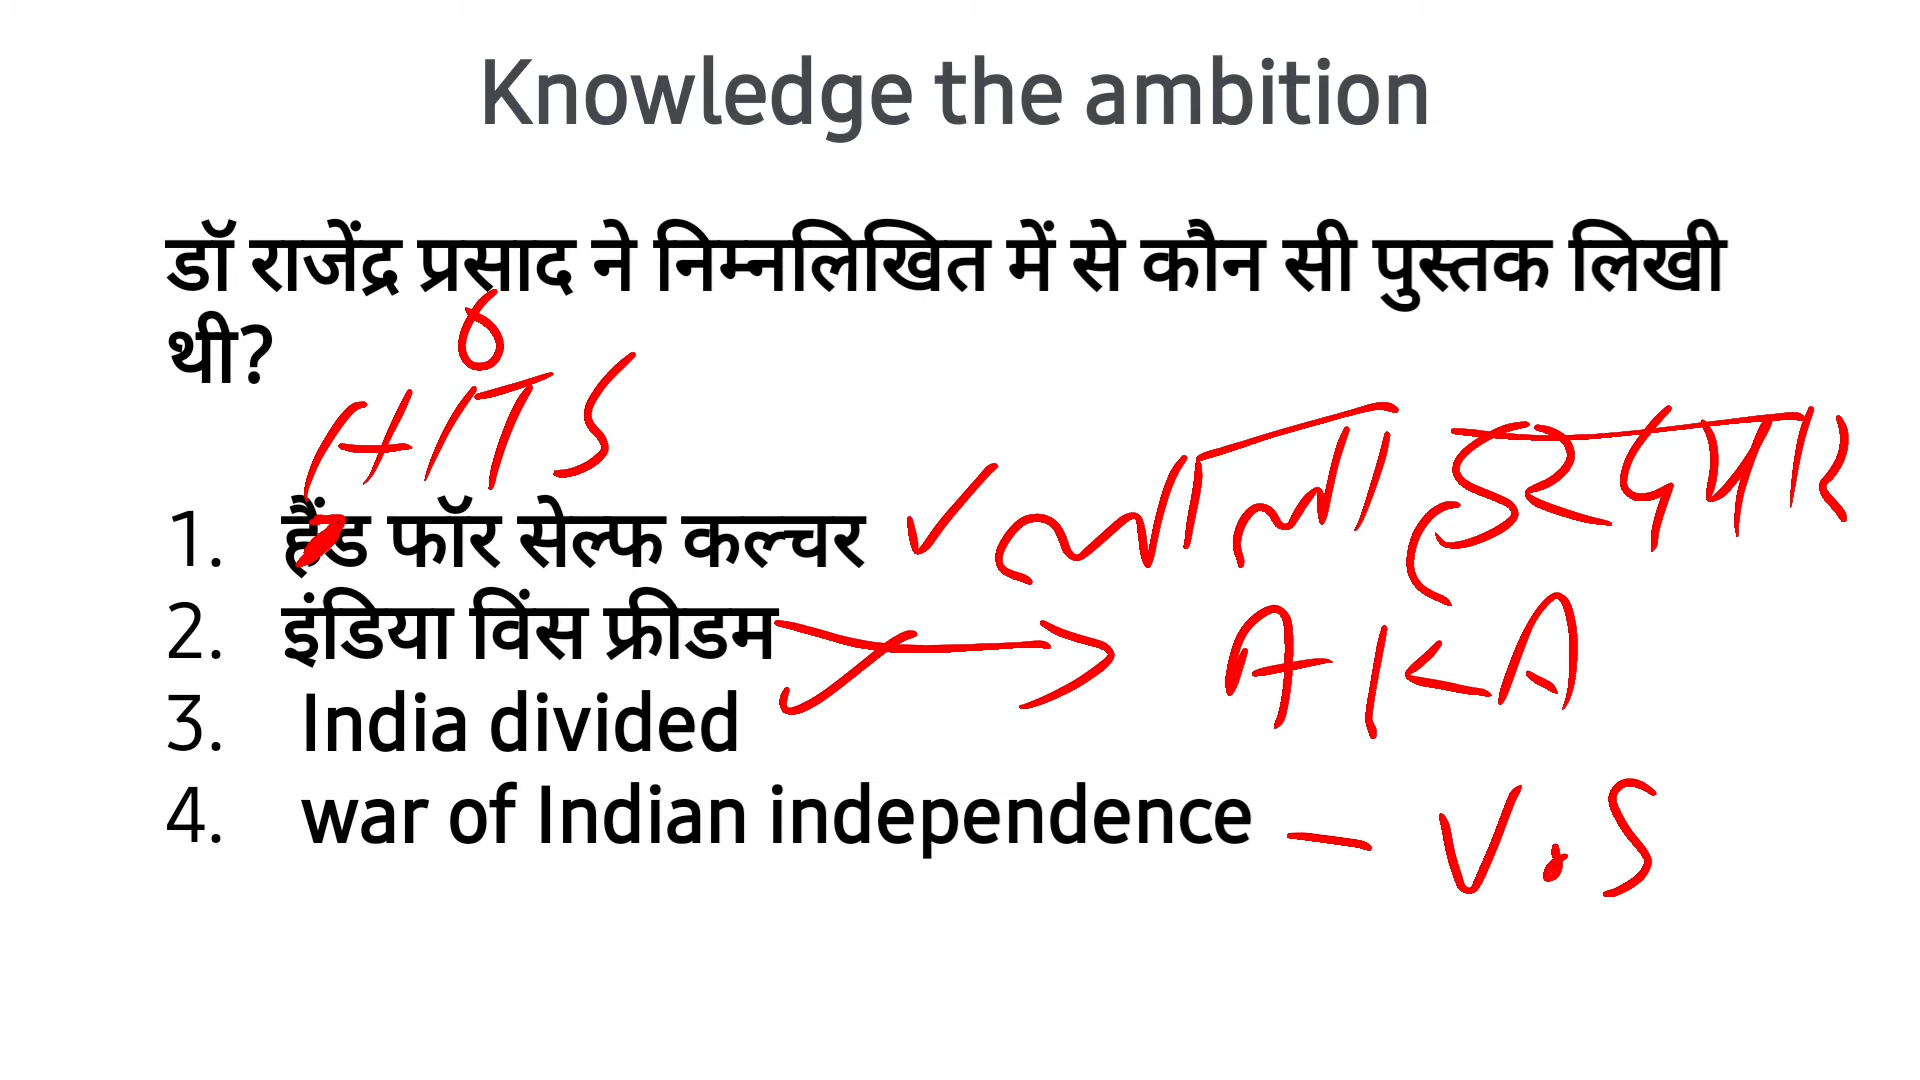 Knowledge the ambition
डॉ राजेंद्र प्रसाद ने निम्नलिखित में से कौन सी पुस्तक लिखी
थी?
HITS
1. हैंड फॉर सेल्फ कल्चर ✓ लाला हरदयाल
2. इंडिया विंस फ्रीडम → AKA
3. India divided ✓
4. war of Indian independence — V.S